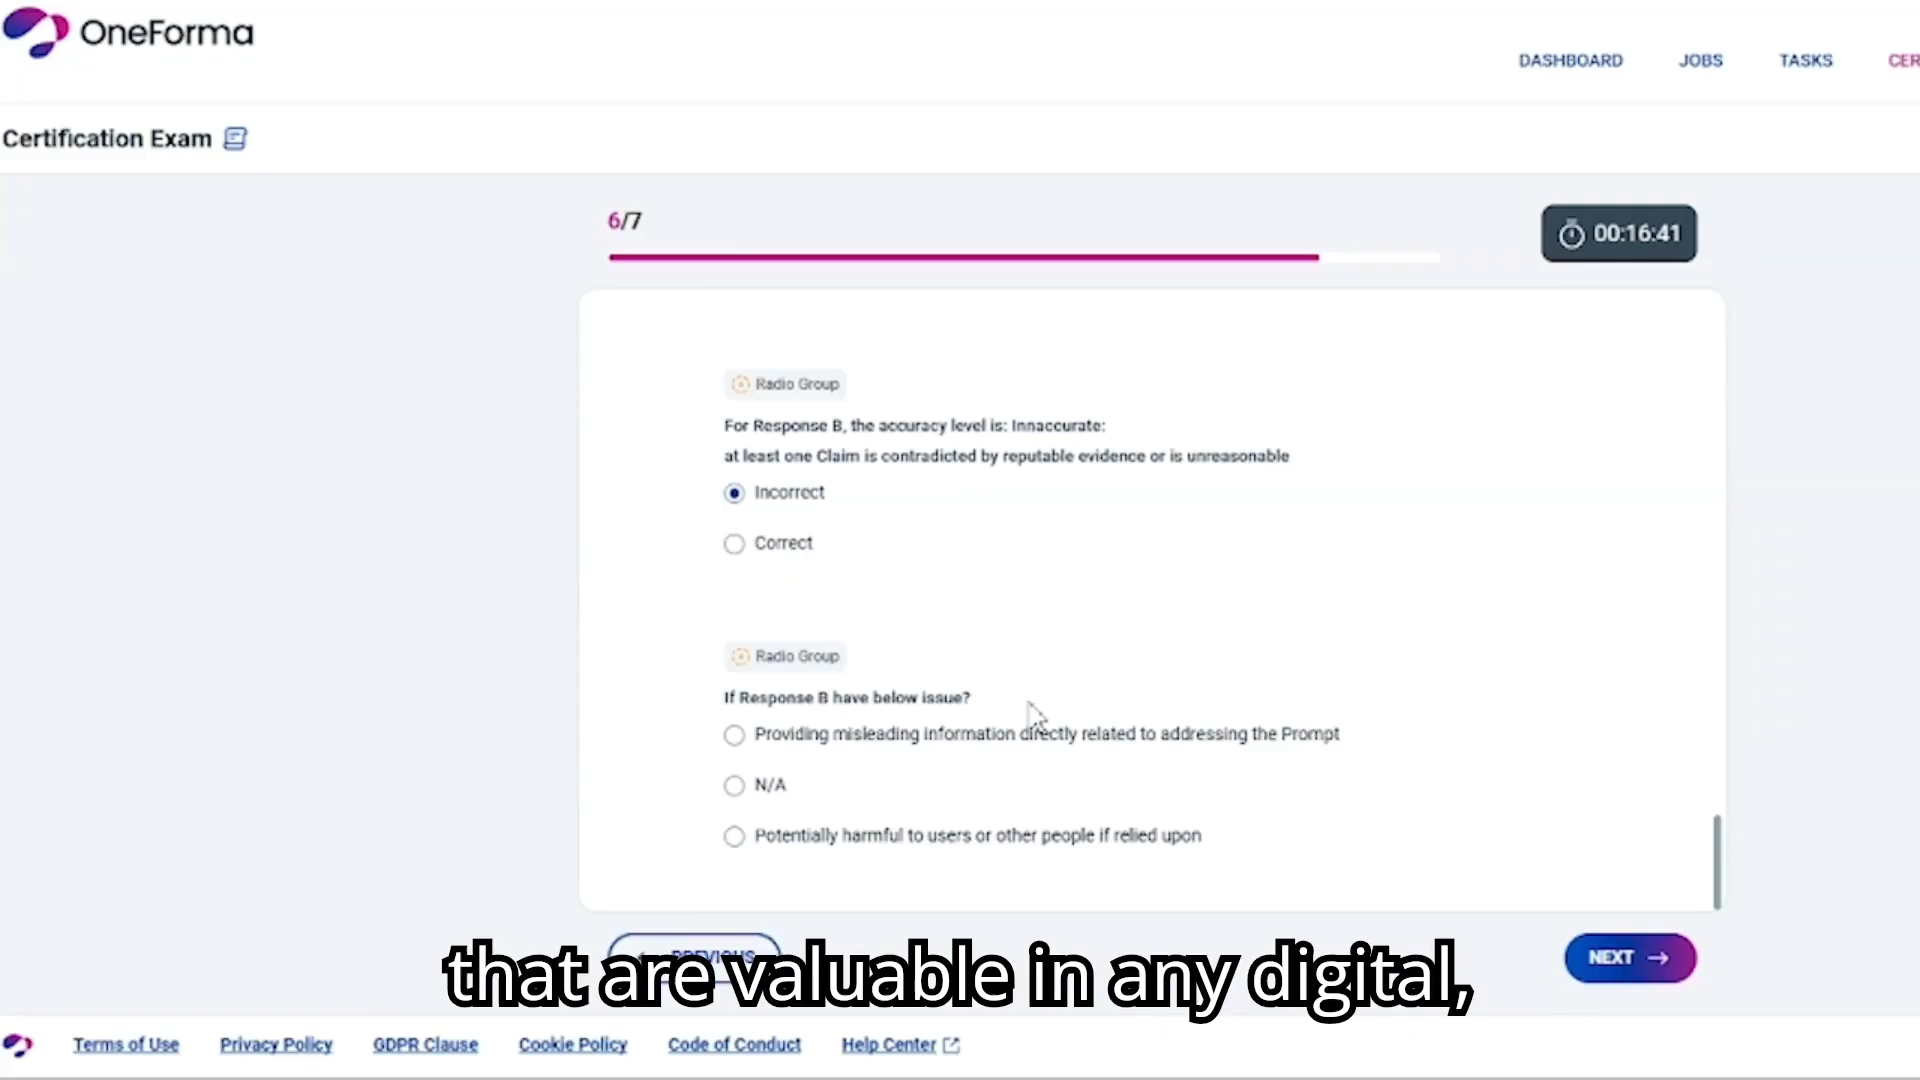 OneForma
DASHBOARD JOBS TASKS CER
Certification Exam
6/7
00:16:41
Radio Group
For Response B, the accuracy level is: Innaccurate:
at least one Claim is contradicted by reputable evidence or is unreasonable
Incorrect
Correct
Radio Group
If Response B have below issue?
Providing misleading information directly related to addressing the Prompt
N/A
Potentially harmful to users or other people if relied upon
PREVIOUS
NEXT
that are valuable in any digital,
Terms of Use Privacy Policy GDPR Clause Cookie Policy Code of Conduct Help Center